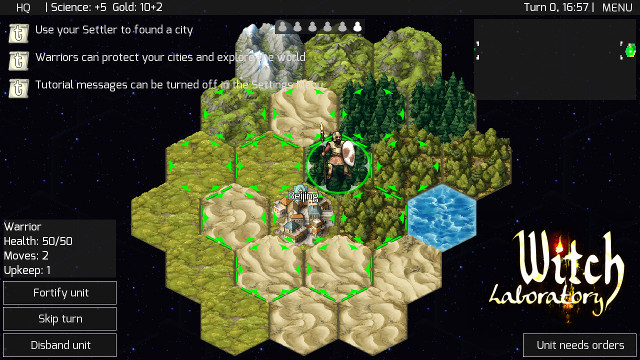 HQ | Science: +5 Gold: 10+2 Turn 0, 16:57 | MENU
Use your Settler to found a city
Warriors can protect your cities and explore the world
Tutorial messages can be turned off in the Settings menu
Beijing
Warrior
Health: 50/50
Moves: 2
Upkeep: 1
Fortify unit
Skip turn
Disband unit
Witch
Laboratory
Unit needs orders